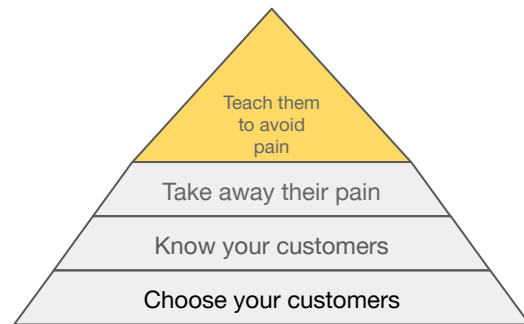 Teach them
to avoid
pain
Take away their pain
Know your customers
Choose your customers